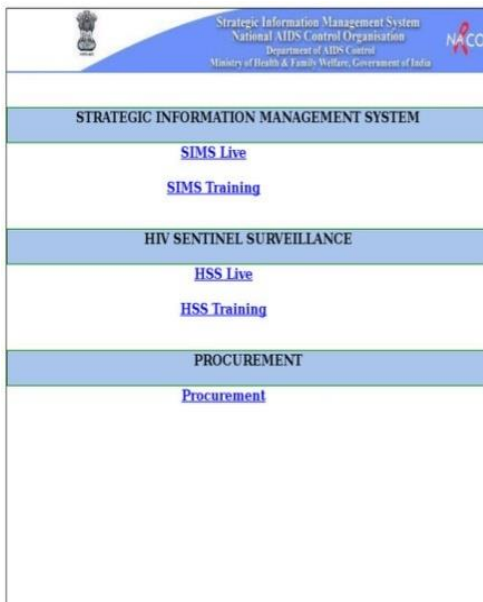 Strategic Information Management System
National AIDS Control Organisation
Department of AIDS Control
Ministry of Health & Family Welfare, Government of India
NACO
STRATEGIC INFORMATION MANAGEMENT SYSTEM
SIMS Live
SIMS Training
HIV SENTINEL SURVEILLANCE
HSS Live
HSS Training
PROCUREMENT
Procurement